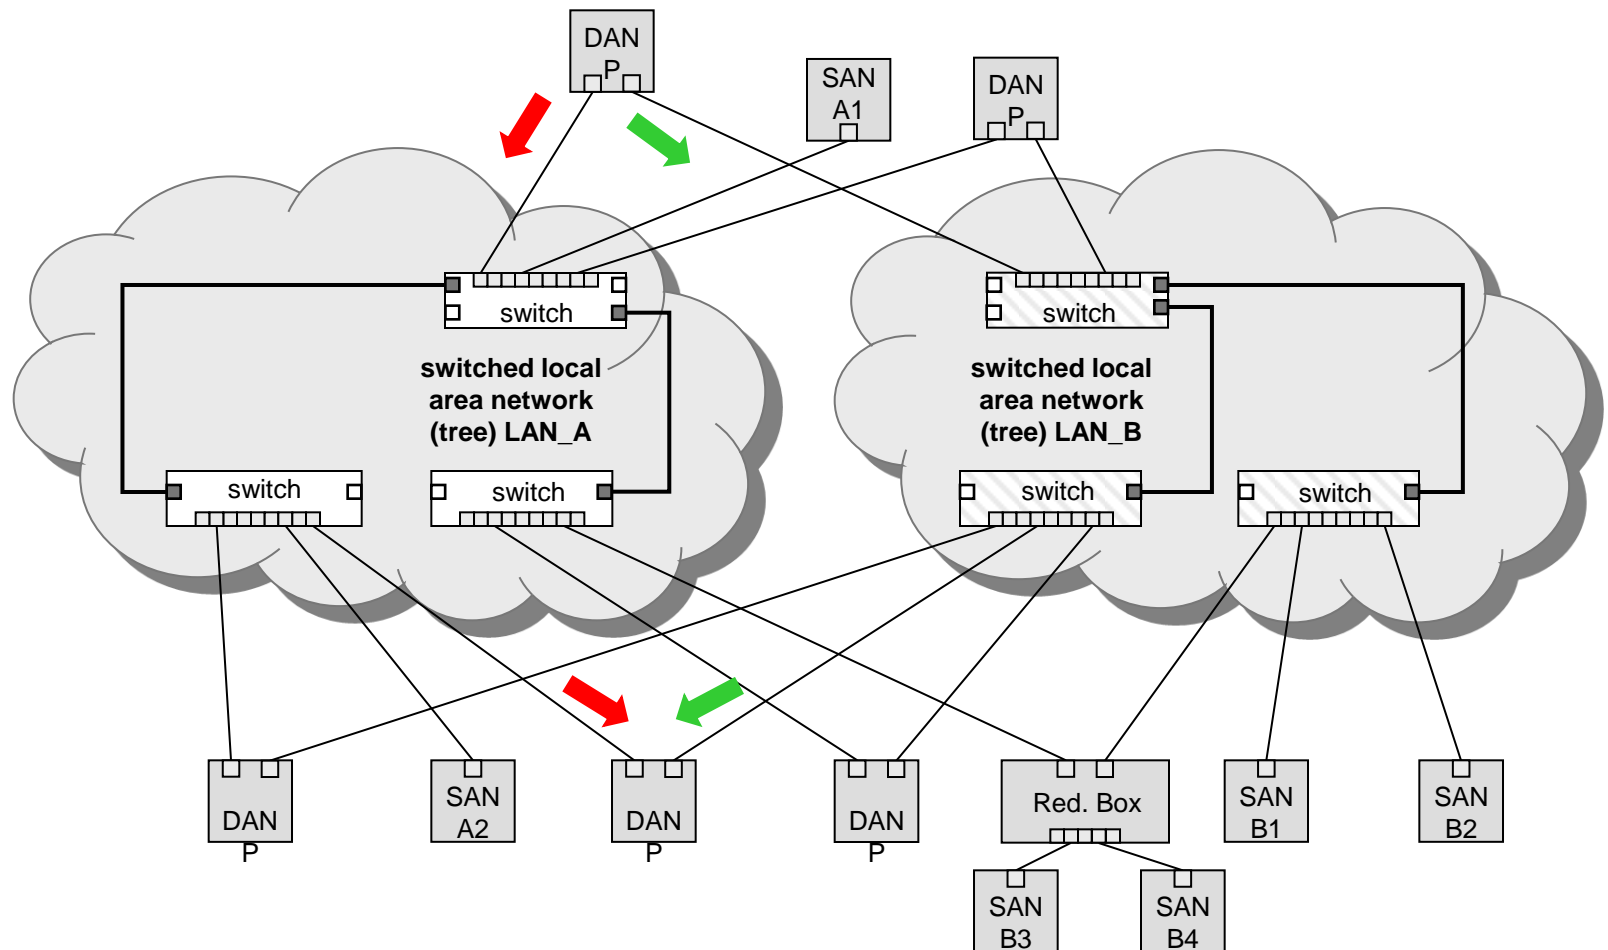 DAN
P
SAN
A1
DAN
P
switch
switch
switched local
area network
(tree) LAN_A
switched local
area network
(tree) LAN_B
switch
switch
switch
switch
DAN
P
SAN
A2
DAN
P
DAN
P
Red. Box
SAN
B1
SAN
B2
SAN
B3
SAN
B4